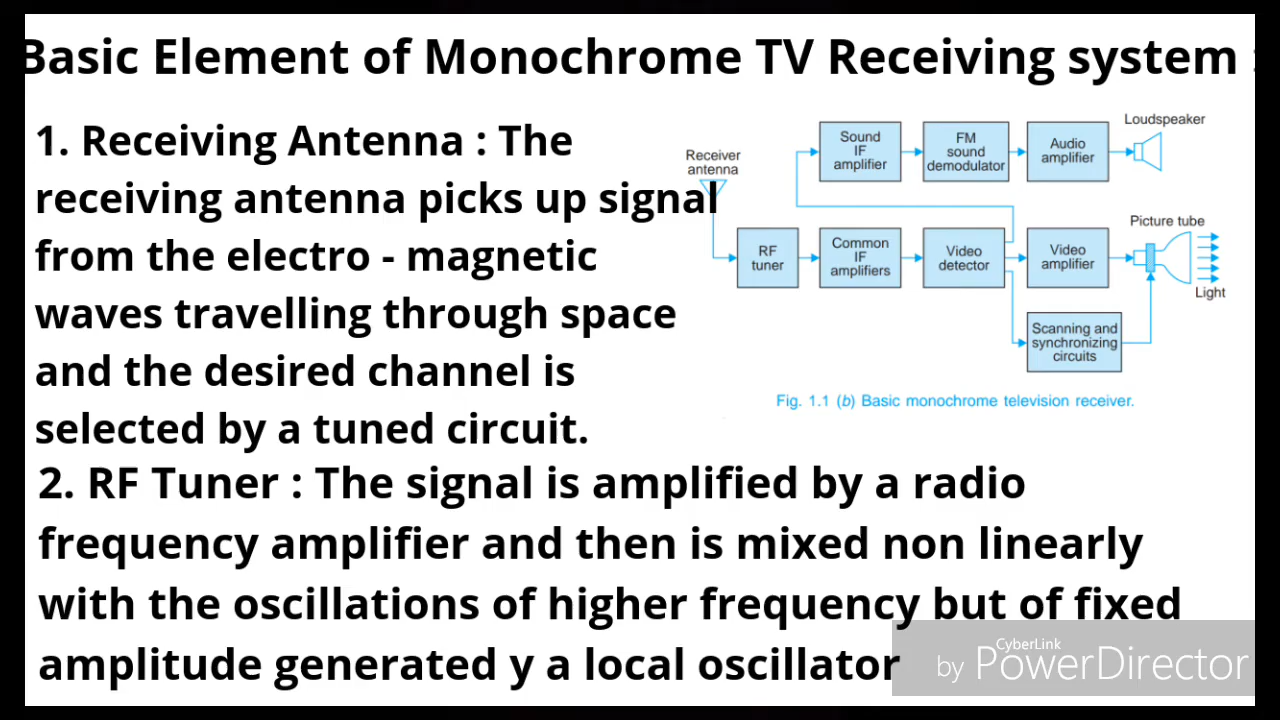 Basic Element of Monochrome TV Receiving system :
1. Receiving Antenna : The
receiving antenna picks up signal
from the electro - magnetic
waves travelling through space
and the desired channel is
selected by a tuned circuit.
Receiver
antenna
Sound
IF
amplifier
FM
sound
demodulator
Audio
amplifier
Loudspeaker
RF
tuner
Common
IF
amplifiers
Video
detector
Video
amplifier
Picture tube
Light
Scanning and
synchronizing
circuits
Fig. 1.1 (b) Basic monochrome television receiver.
2. RF Tuner : The signal is amplified by a radio
frequency amplifier and then is mixed non linearly
with the oscillations of higher frequency but of fixed
amplitude generated y a local oscillator
CyberLink
by PowerDirector